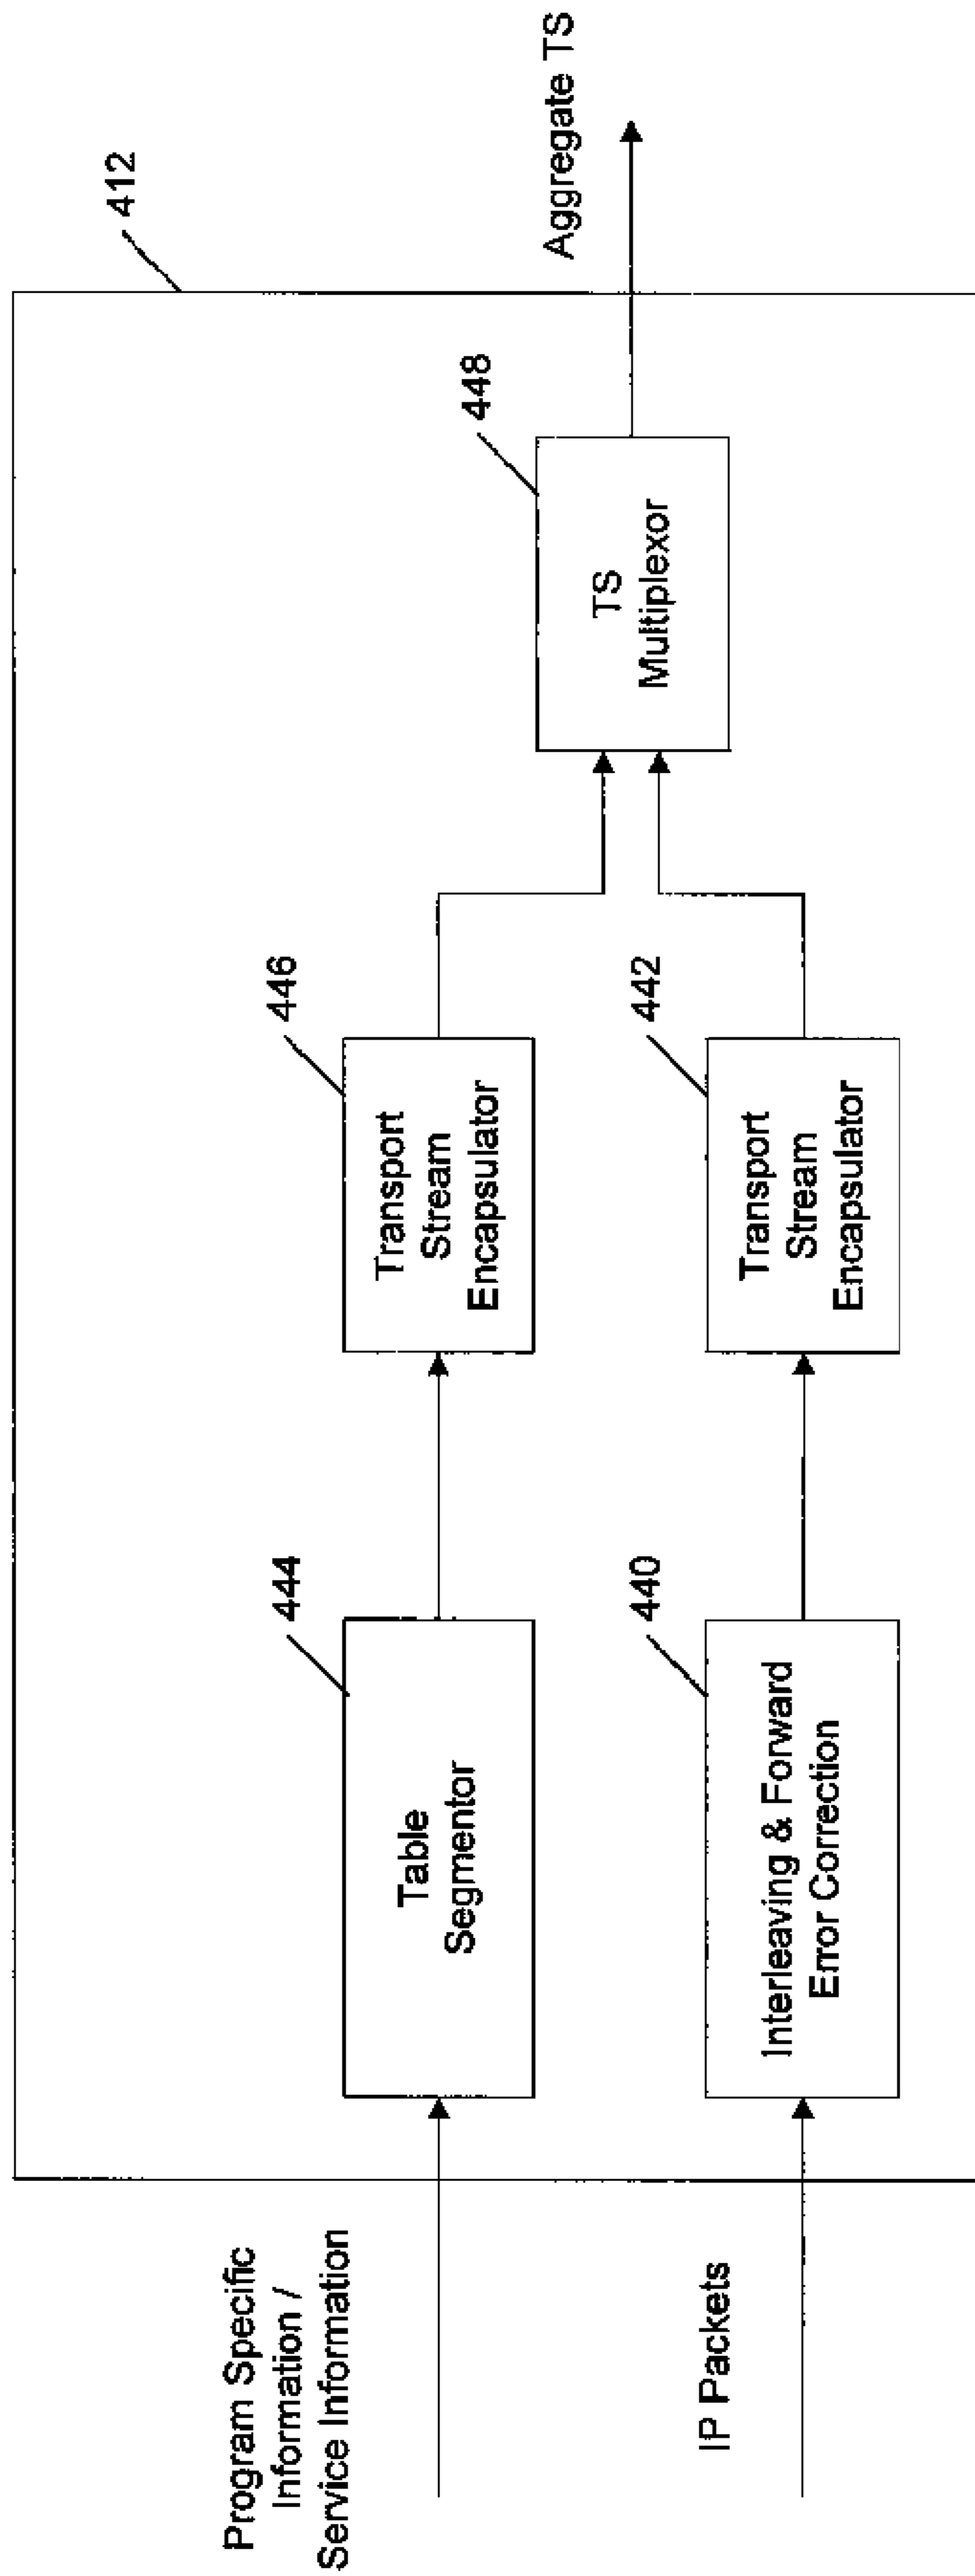 412
Program Specific
Information /
Service Information
444
Table
Segmentor
446
Transport
Stream
Encapsulator
448
TS
Multiplexor
Aggregate TS
IP Packets
440
Interleaving & Forward
Error Correction
442
Transport
Stream
Encapsulator